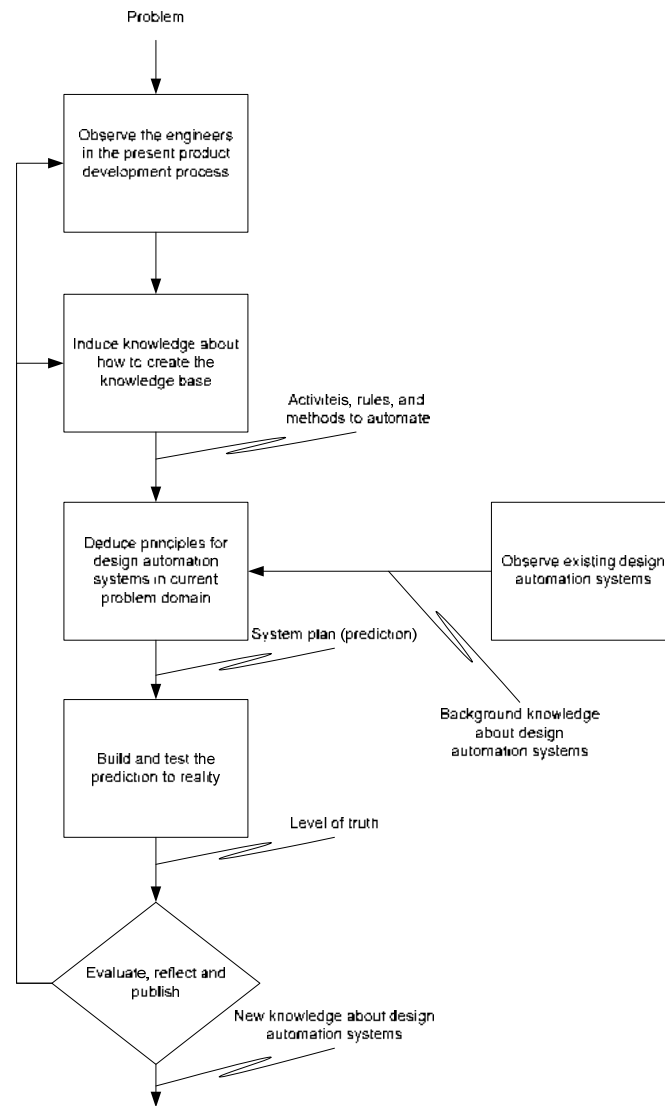 Problem
Observe the engineers
in the present product
development process
Induce knowledge about
how to create the
knowledge base
Activiteis, rules, and
methods to automate
Deduce principles for
design automation
systems in current
problem domain
Observe existing design
automation systems
System plan (prediction)
Background knowledge
about design
automation systems
Build and test the
prediction to reality
Level of truth
Evaluate, reflect and
publish
New knowledge about design
automation systems